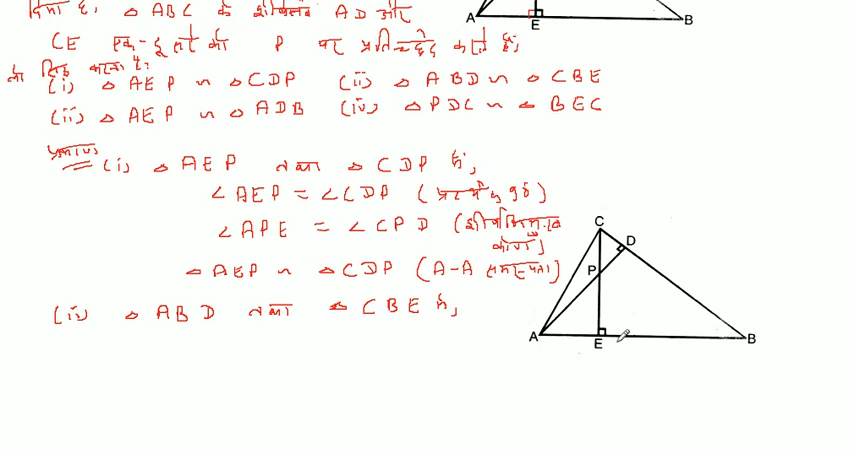 दिया है, △ ABC के शीर्षलंब AD और
CE एक-दूसरे को P पर प्रतिच्छेद करते हैं,
तो सिद्ध करना है:
(i) △ AEP ~ △ CDP (ii) △ ABD ~ △ CBE
(iii) △ AEP ~ △ ADB (iv) △ PDC ~ △ BEC
प्रमाण (i) △ AEP तथा △ CDP में,
∠ AEP = ∠ CDP (प्रत्येक 90°)
∠ APE = ∠ CPD (शीर्षाभिमुख
कोण)
△ AEP ~ △ CDP (A-A समरूपता)
(ii) △ ABD तथा △ CBE में,
A E B
C
D
P
A E B